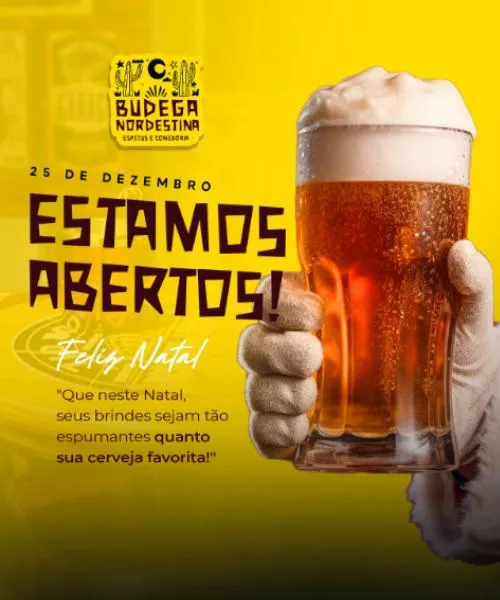 BUDEGA
NORDESTINA
ESPETUS E COMEDORIA
25 DE DEZEMBRO
ESTAMOS
ABERTOS!
Feliz Natal
"Que neste Natal,
seus brindes sejam tão
espumantes quanto
sua cerveja favorita!"